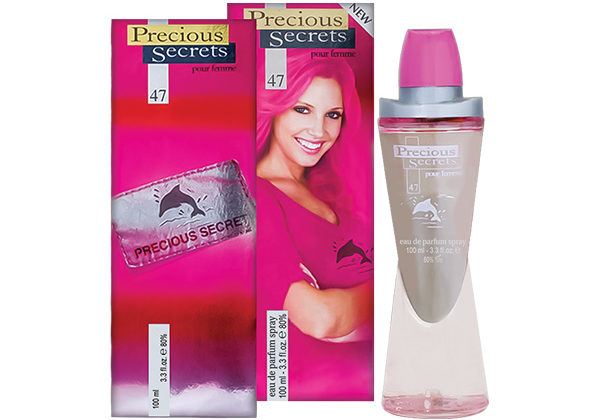 Precious
Secrets
pour femme
47
PRECIOUS SECRET
100 ml
3.3 fl.oz. e 80%
NEW
Precious
Secrets
pour femme
47
eau de parfum spray
100 ml - 3.3 fl.oz. e 80%
Precious
Secrets
pour femme
47
eau de parfum spray
100 ml - 3.3 fl.oz. e
80%